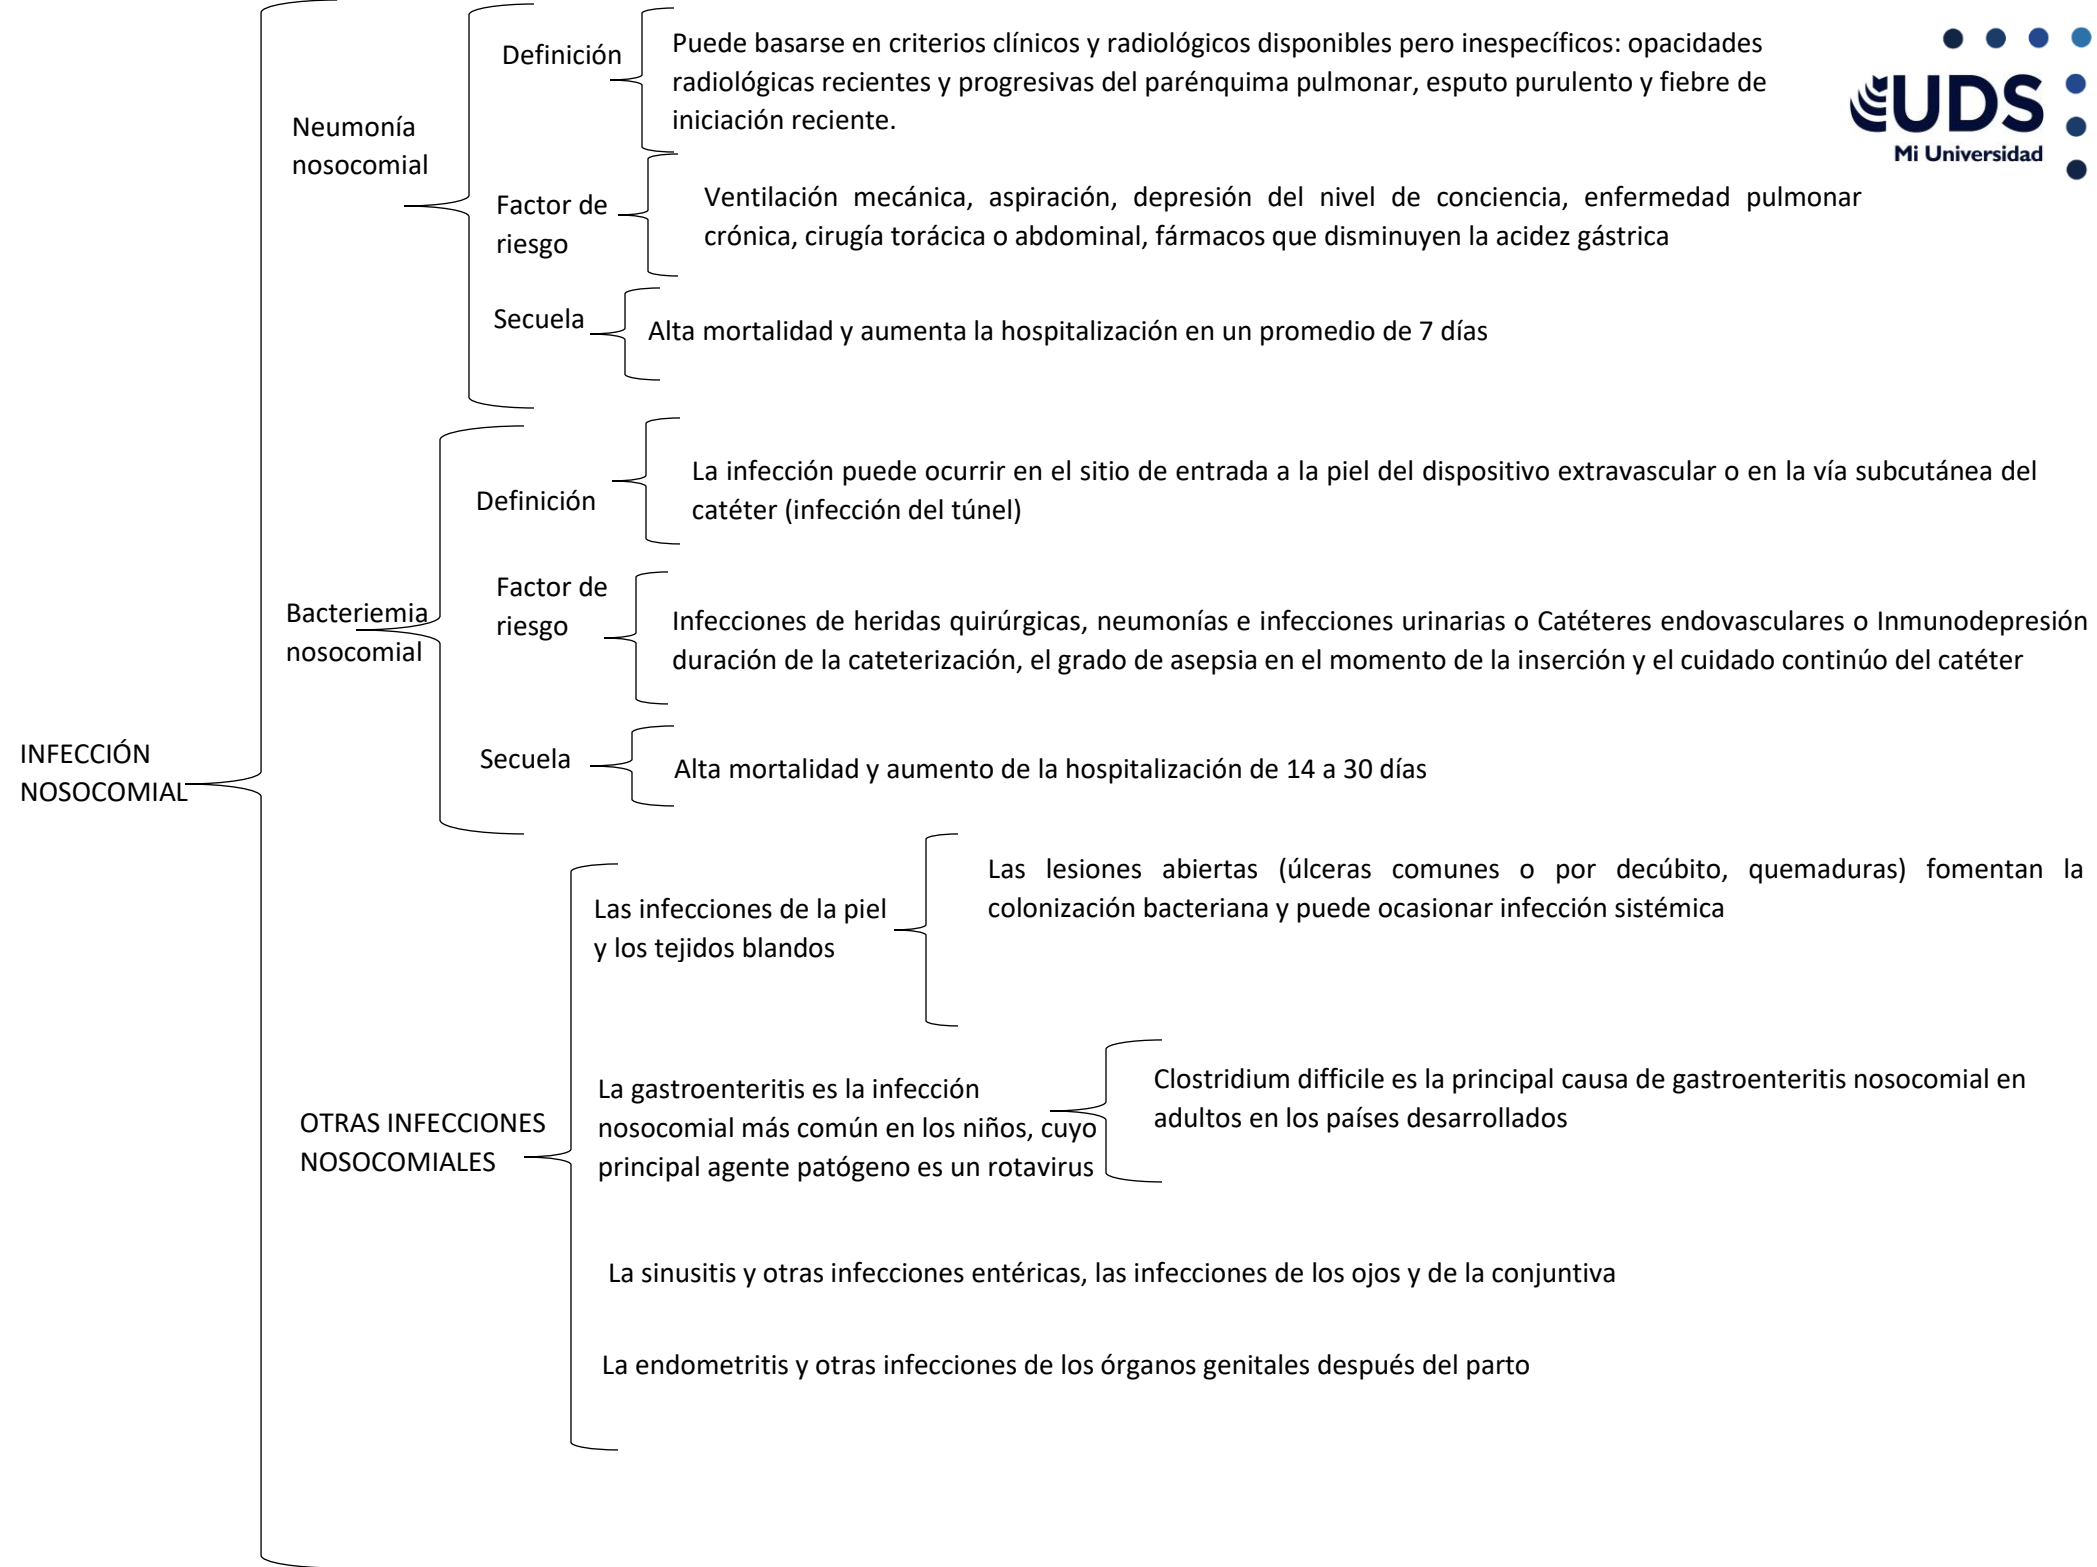 Definición
Puede basarse en criterios clínicos y radiológicos disponibles pero inespecíficos: opacidades
radiológicas recientes y progresivas del parénquima pulmonar, esputo purulento y fiebre de
iniciación reciente.
UDS
Mi Universidad
Neumonía
nosocomial
Factor de
riesgo
Ventilación mecánica, aspiración, depresión del nivel de conciencia, enfermedad pulmonar
crónica, cirugía torácica o abdominal, fármacos que disminuyen la acidez gástrica
Secuela
Alta mortalidad y aumenta la hospitalización en un promedio de 7 días
Definición
La infección puede ocurrir en el sitio de entrada a la piel del dispositivo extravascular o en la vía subcutánea del
catéter (infección del túnel)
Bacteriemia
nosocomial
Factor de
riesgo
Infecciones de heridas quirúrgicas, neumonías e infecciones urinarias o Catéteres endovasculares o Inmunodepresión
duración de la cateterización, el grado de asepsia en el momento de la inserción y el cuidado continúo del catéter
Secuela
Alta mortalidad y aumento de la hospitalización de 14 a 30 días
INFECCIÓN
NOSOCOMIAL
Las infecciones de la piel
y los tejidos blandos
Las lesiones abiertas (úlceras comunes o por decúbito, quemaduras) fomentan la
colonización bacteriana y puede ocasionar infección sistémica
OTRAS INFECCIONES
NOSOCOMIALES
La gastroenteritis es la infección
nosocomial más común en los niños, cuyo
principal agente patógeno es un rotavirus
Clostridium difficile es la principal causa de gastroenteritis nosocomial en
adultos en los países desarrollados
La sinusitis y otras infecciones entéricas, las infecciones de los ojos y de la conjuntiva
La endometritis y otras infecciones de los órganos genitales después del parto